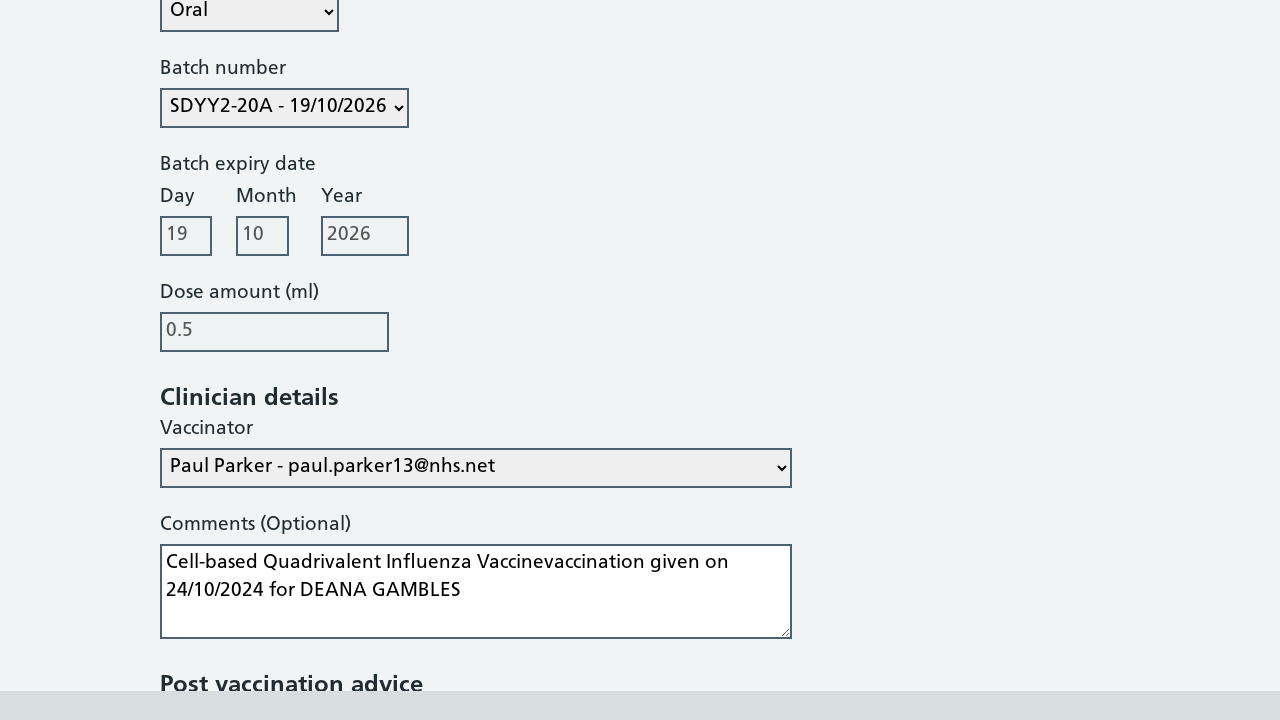 Oral
Batch number
SDYY2-20A - 19/10/2026
Batch expiry date
Day Month Year
19 10 2026
Dose amount (ml)
0.5
Clinician details
Vaccinator
Paul Parker - paul.parker13@nhs.net
Comments (Optional)
Cell-based Quadrivalent Influenza Vaccinevaccination given on
24/10/2024 for DEANA GAMBLES
Post vaccination advice